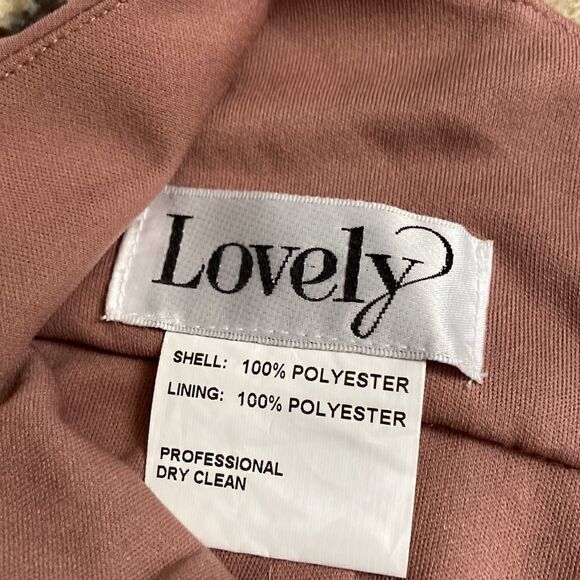 Lovely
SHELL: 100% POLYESTER
LINING: 100% POLYESTER
PROFESSIONAL
DRY CLEAN